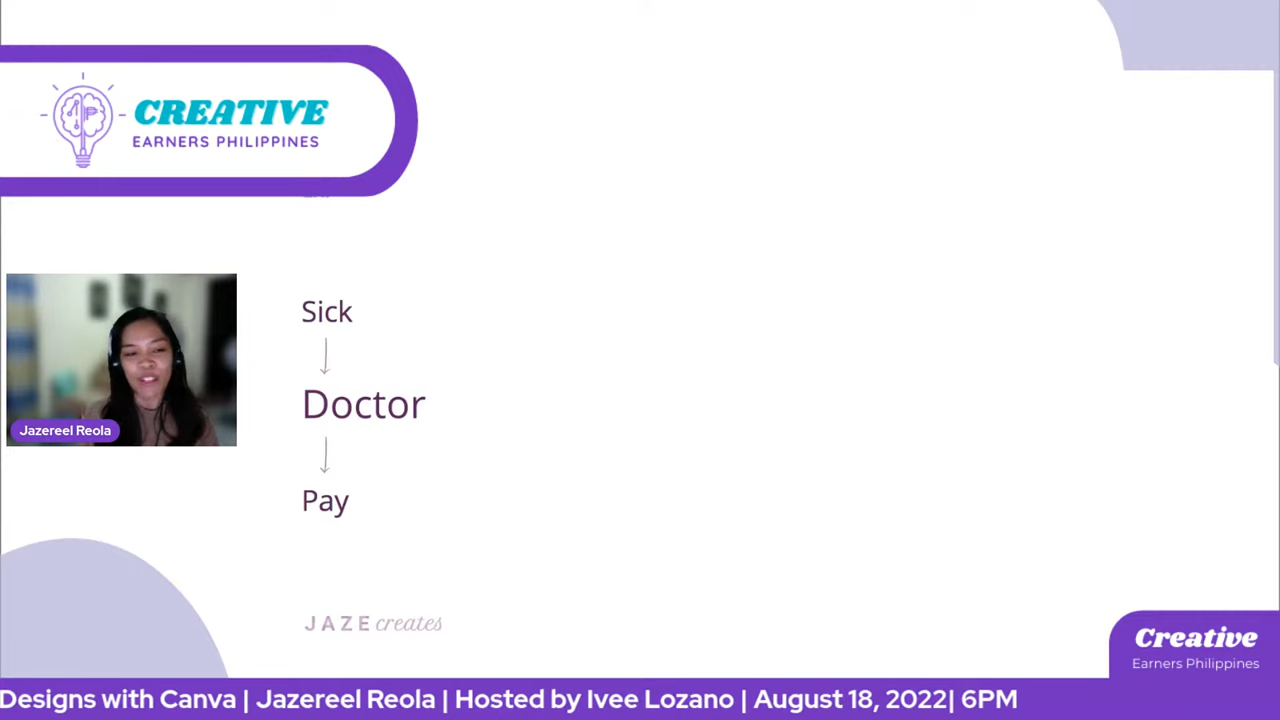 CREATIVE
EARNERS PHILIPPINES
Sick
Doctor
Pay
Jazereel Reola
JAZE creates
Creative
Earners Philippines
Designs with Canva | Jazereel Reola | Hosted by Ivee Lozano | August 18, 2022| 6PM